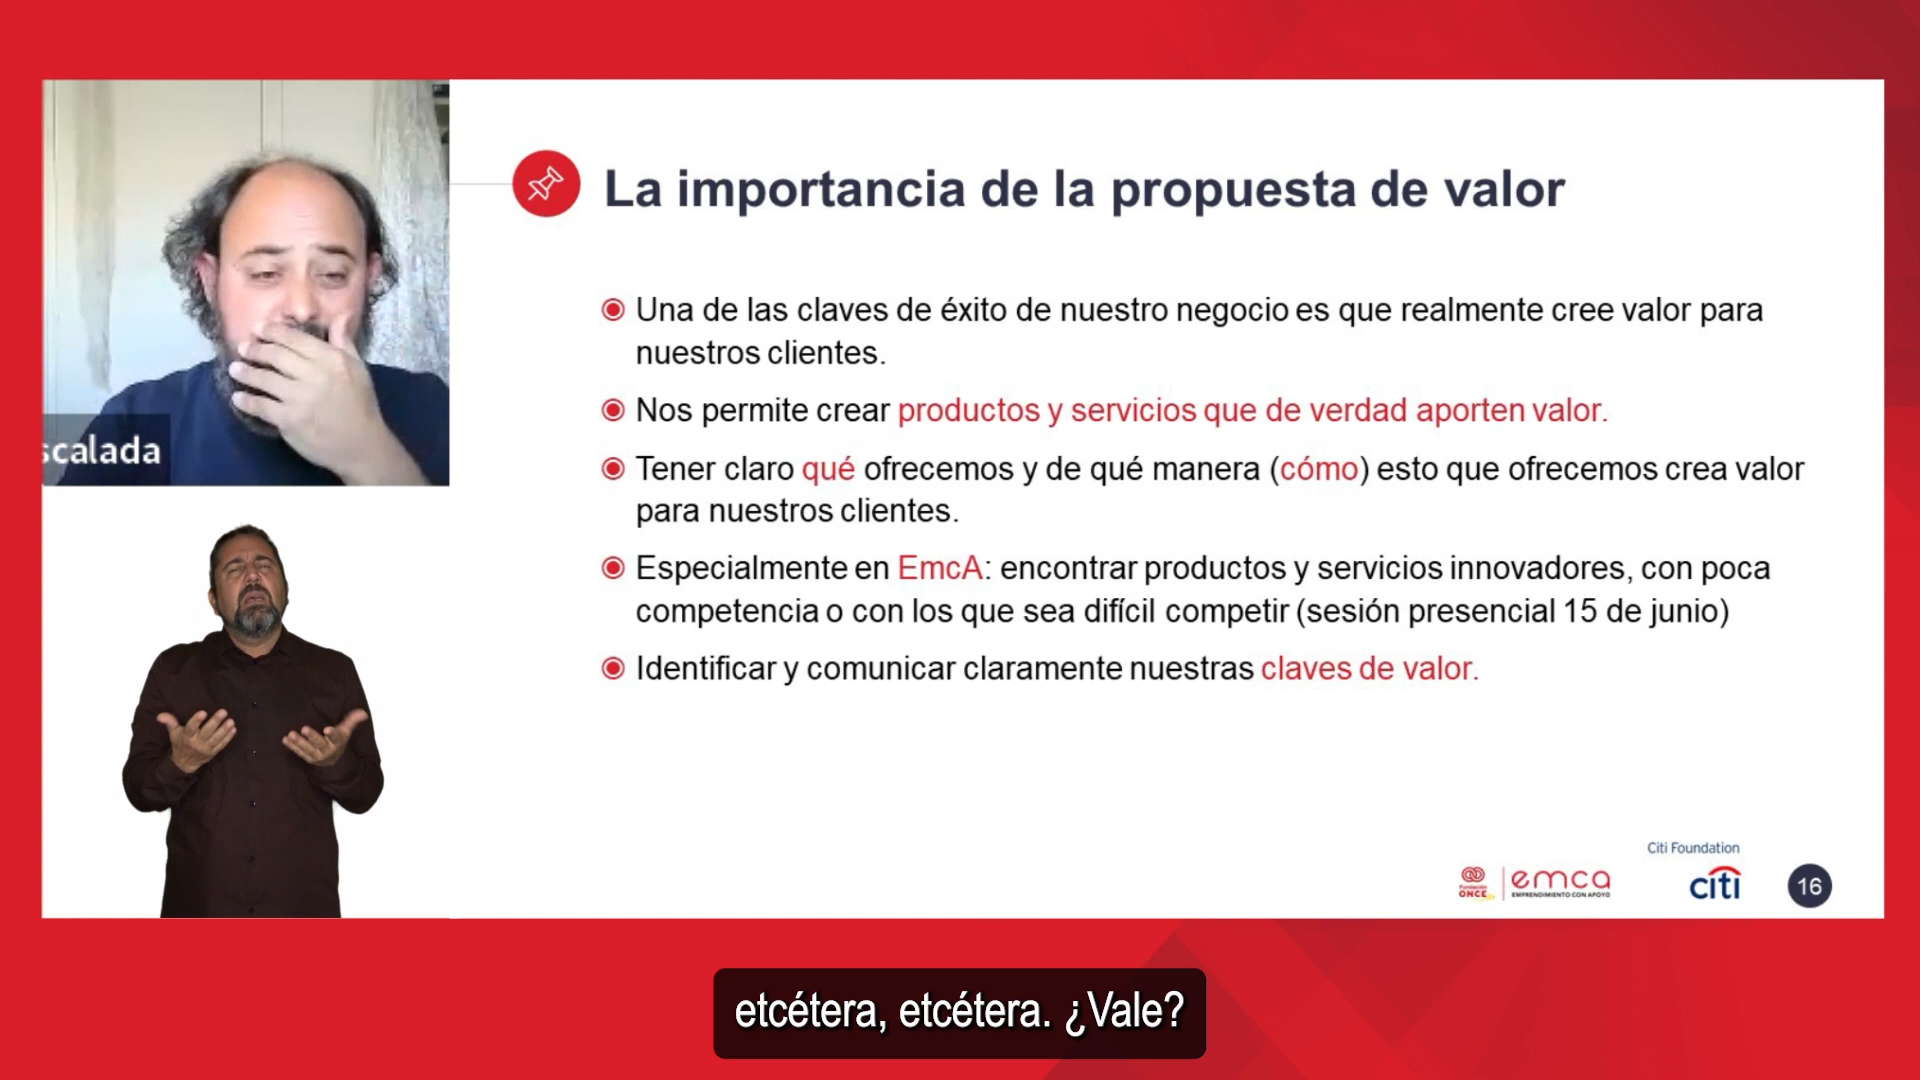 La importancia de la propuesta de valor
Una de las claves de éxito de nuestro negocio es que realmente cree valor para
nuestros clientes.
Nos permite crear productos y servicios que de verdad aporten valor.
Tener claro qué ofrecemos y de qué manera (cómo) esto que ofrecemos crea valor
para nuestros clientes.
Especialmente en EmcA: encontrar productos y servicios innovadores, con poca
competencia o con los que sea difícil competir (sesión presencial 15 de junio)
Identificar y comunicar claramente nuestras claves de valor.
scalada
Citi Foundation
citi
Fundación
ONCE
emca
EMPRENDIMIENTO CON APOYO
16
etcétera, etcétera. ¿Vale?